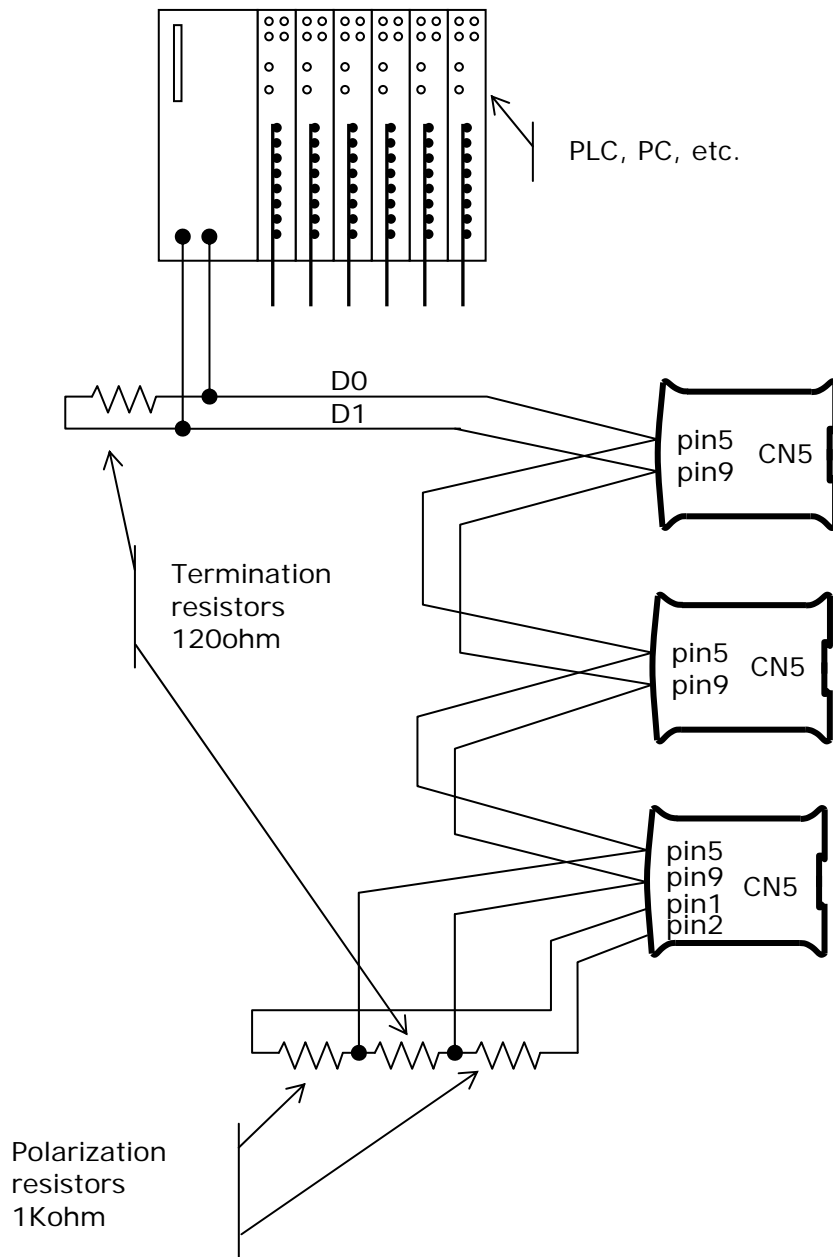 PLC, PC, etc.
D0
D1
pin5
pin9
CN5
Termination
resistors
120ohm
pin5
pin9
CN5
pin5
pin9
pin1
pin2
CN5
Polarization
resistors
1Kohm